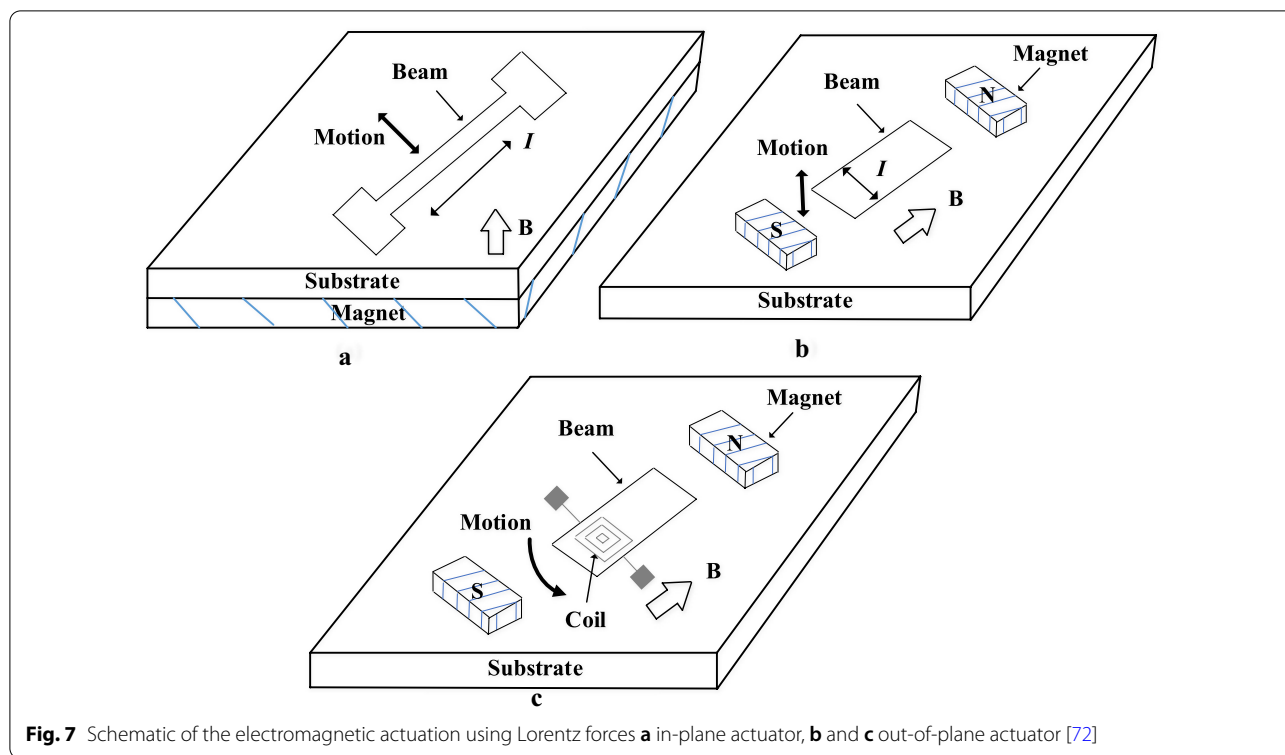 Beam
Motion
I
B
Substrate
Magnet
a
Magnet
N
Beam
Motion
I
B
S
Substrate
b
Magnet
N
Beam
Motion
B
S
Coil
Substrate
c
Fig. 7 Schematic of the electromagnetic actuation using Lorentz forces a in-plane actuator, b and c out-of-plane actuator [72]